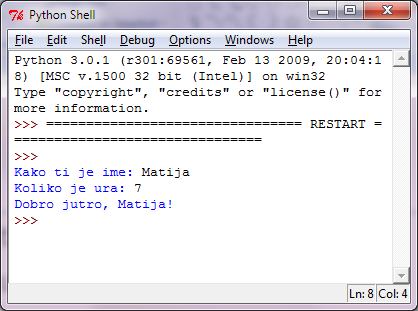 Python Shell
File Edit Shell Debug Options Windows Help
Python 3.0.1 (r301:69561, Feb 13 2009, 20:04:1
8) [MSC v.1500 32 bit (Intel)] on win32
Type "copyright", "credits" or "license()" for
more information.
>>> ================================ RESTART =
===============================
>>>
Kako ti je ime: Matija
Koliko je ura: 7
Dobro jutro, Matija!
>>>
Ln: 8 Col: 4